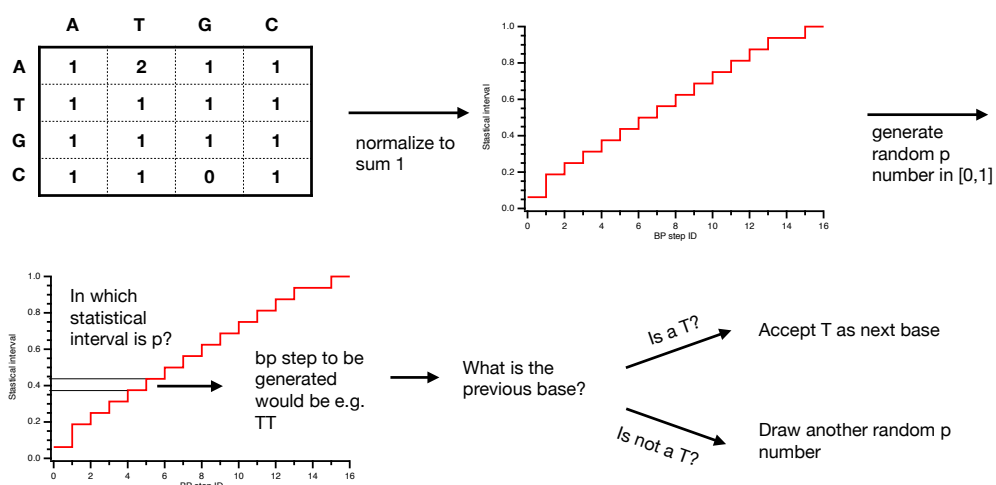 A T G C
A 1 2 1 1
T 1 1 1 1
G 1 1 1 1
C 1 1 0 1
normalize to
sum 1
1.0
0.8
0.6
0.4
0.2
0.0
Stastical interval
0 2 4 6 8 10 12 14 16
BP step ID
generate
random p
number in [0,1]
1.0
0.8
0.6
0.4
0.2
0.0
Stastical interval
0 2 4 6 8 10 12 14 16
BP step ID
In which
statistical
interval is p?
bp step to be
generated
would be e.g.
TT
What is the
previous base?
Is a T?
Accept T as next base
Is not a T?
Draw another random p
number